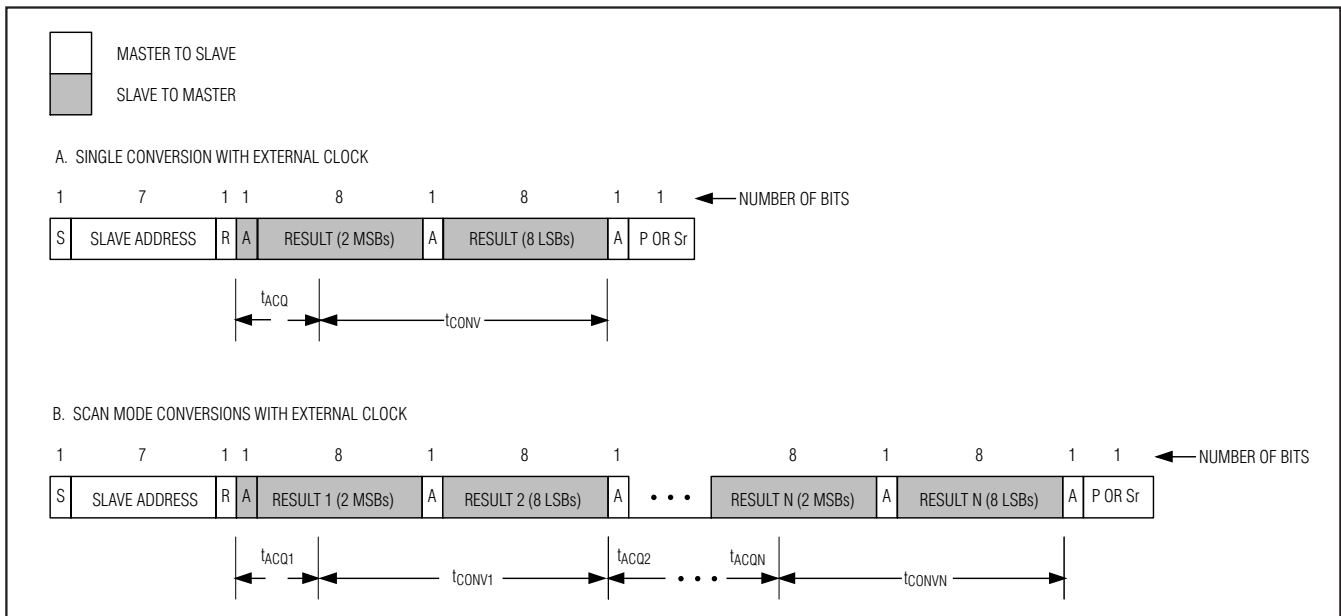 MASTER TO SLAVE
SLAVE TO MASTER
A. SINGLE CONVERSION WITH EXTERNAL CLOCK
1 7 1 1 8 1 8 1 1 NUMBER OF BITS
S SLAVE ADDRESS R A RESULT (2 MSBs) A RESULT (8 LSBs) A P OR Sr
tACQ
tCONV
B. SCAN MODE CONVERSIONS WITH EXTERNAL CLOCK
1 7 1 1 8 1 8 1 8 1 8 1 1 NUMBER OF BITS
S SLAVE ADDRESS R A RESULT 1 (2 MSBs) A RESULT 2 (8 LSBs) A • • • RESULT N (2 MSBs) A RESULT N (8 LSBs) A P OR Sr
tACQ1 tACQ2 tACQN
tCONV1 • • • tCONVN